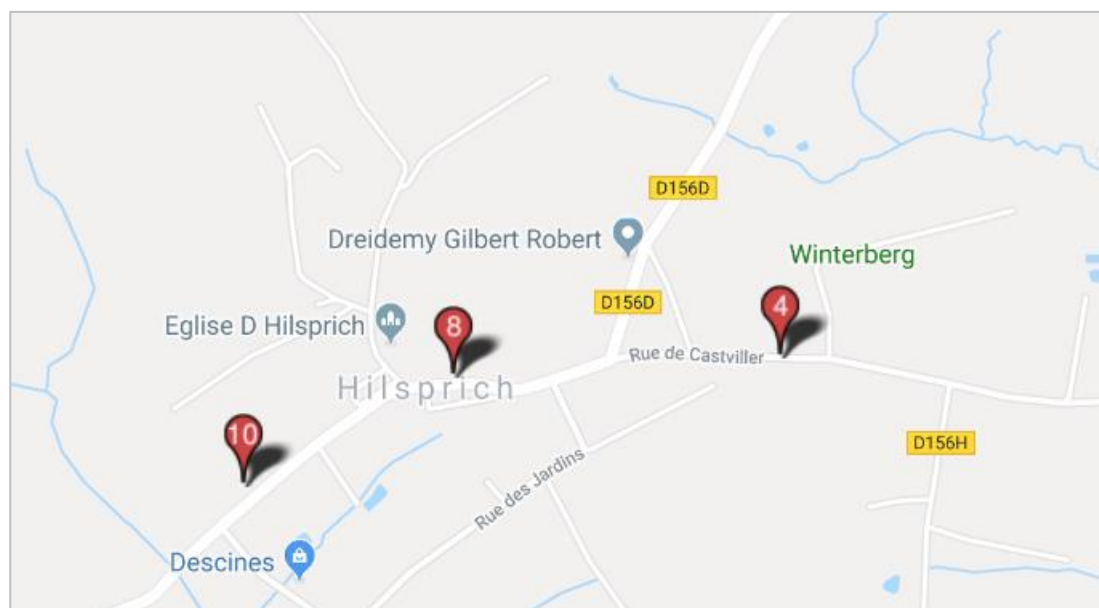 D156D
Dreidemy Gilbert Robert
Winterberg
D156D
4
Eglise D Hilsprich
8
Rue de Castviller
Hilsprich
10
D156H
Rue des Jardins
Descines